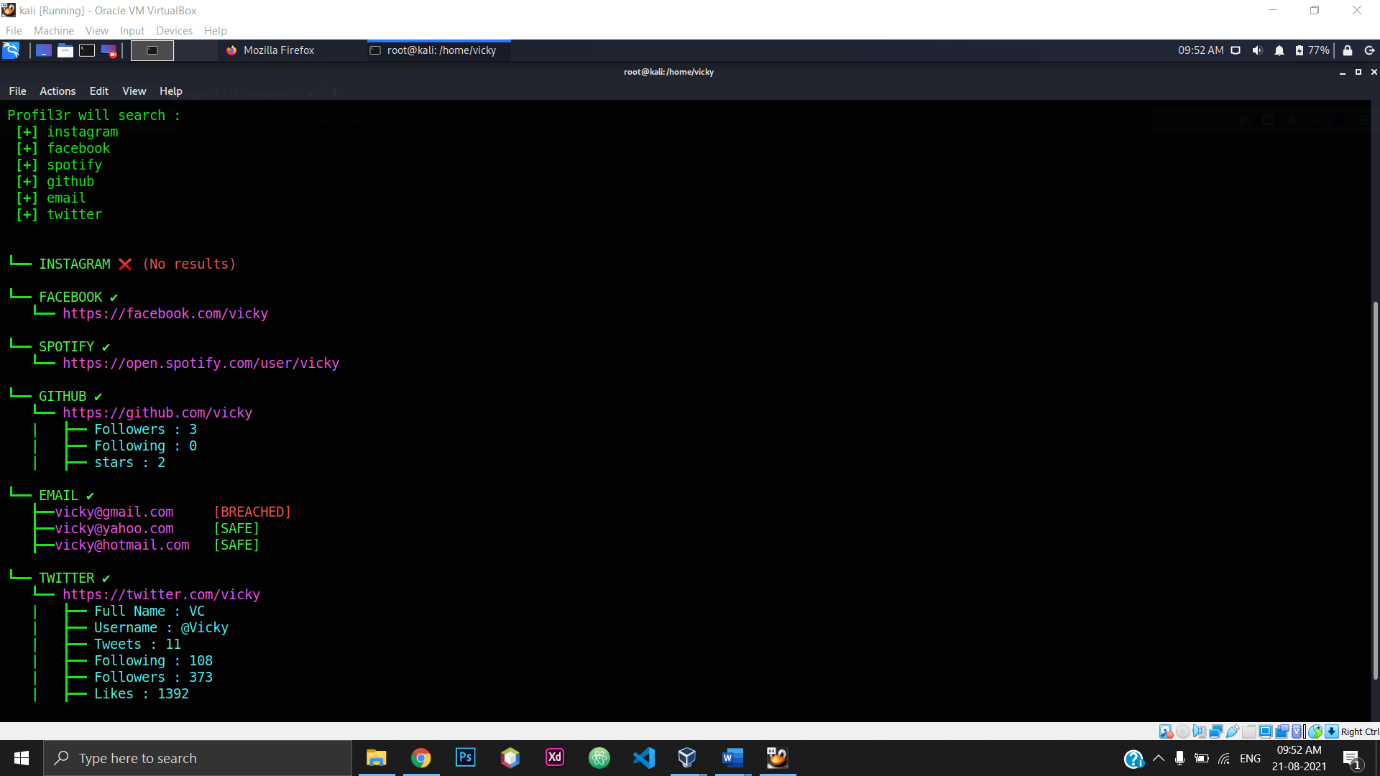 kali [Running] - Oracle VM VirtualBox
File Machine View Input Devices Help
Mozilla Firefox
root@kali: /home/vicky
09:52 AM
77%
root@kali: /home/vicky
File Actions Edit View Help
Profil3r will search :
[+] instagram
[+] facebook
[+] spotify
[+] github
[+] email
[+] twitter
└── INSTAGRAM ❌ (No results)
└── FACEBOOK ✔
└── https://facebook.com/vicky
└── SPOTIFY ✔
└── https://open.spotify.com/user/vicky
└── GITHUB ✔
└── https://github.com/vicky
| ├── Followers : 3
| ├── Following : 0
| ├── stars : 2
└── EMAIL ✔
├──vicky@gmail.com [BREACHED]
├──vicky@yahoo.com [SAFE]
├──vicky@hotmail.com [SAFE]
└── TWITTER ✔
└── https://twitter.com/vicky
| ├── Full Name : VC
| ├── Username : @Vicky
| ├── Tweets : 11
| ├── Following : 108
| ├── Followers : 373
| ├── Likes : 1392
Right Ctrl
Type here to search
Ps
Xd
ENG
09:52 AM
21-08-2021
1